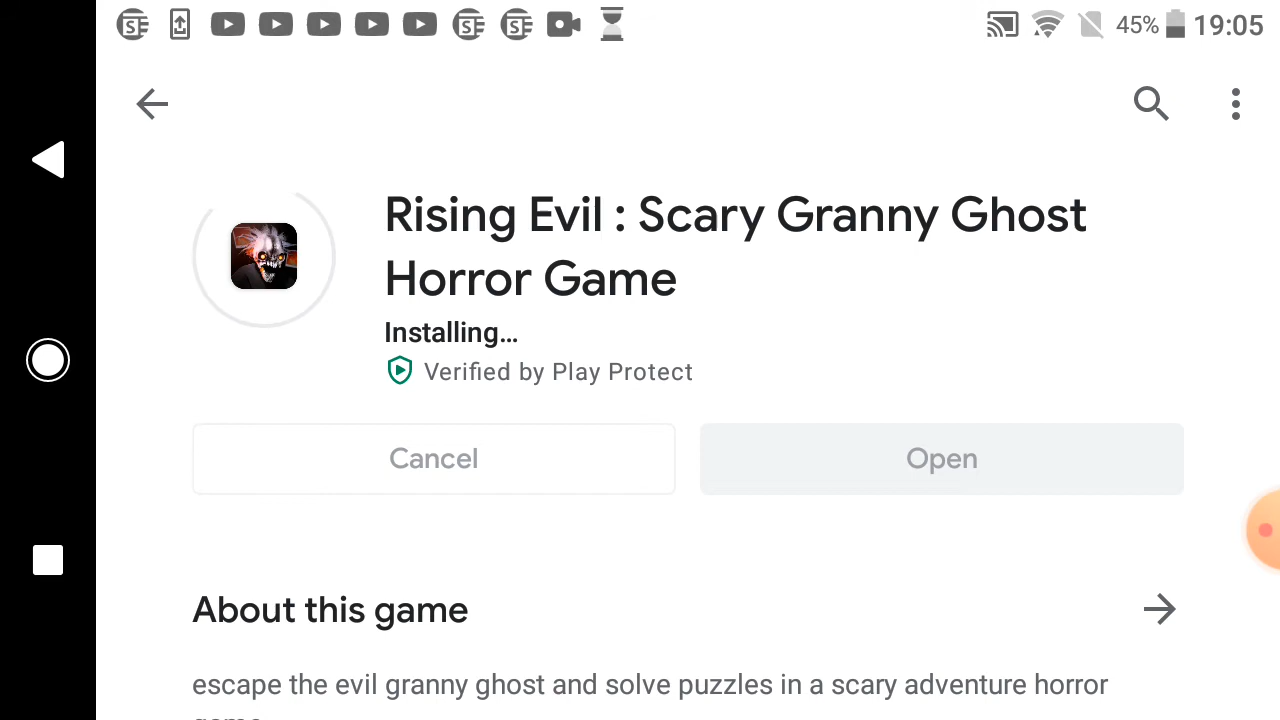 45% 19:05
Rising Evil : Scary Granny Ghost
Horror Game
Installing...
Verified by Play Protect
Cancel Open
About this game
escape the evil granny ghost and solve puzzles in a scary adventure horror
game